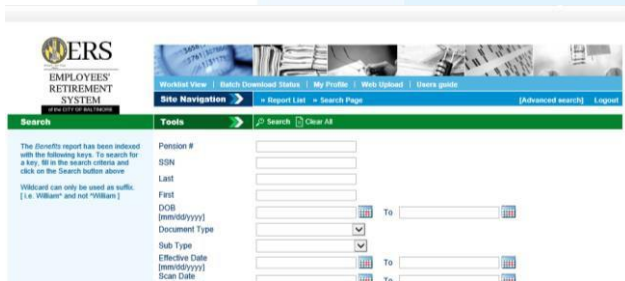 ERS
EMPLOYEES'
RETIREMENT
SYSTEM
of the CITY OF BALTIMORE
Worklist View | Batch Download Status | My Profile | Web Upload | Users guide
Site Navigation » Report List » Search Page [Advanced search] Logout
Search Tools Search Clear All
The Benefits report has been indexed
with the following keys. To search for
a key, fill in the search criteria and
click on the Search button above
Wildcard can only be used as suffix.
[ i.e. William* and not *William ]
Pension #
SSN
Last
First
DOB
[mm/dd/yyyy] To
Document Type
Sub Type
Effective Date
[mm/dd/yyyy] To
Scan Date To